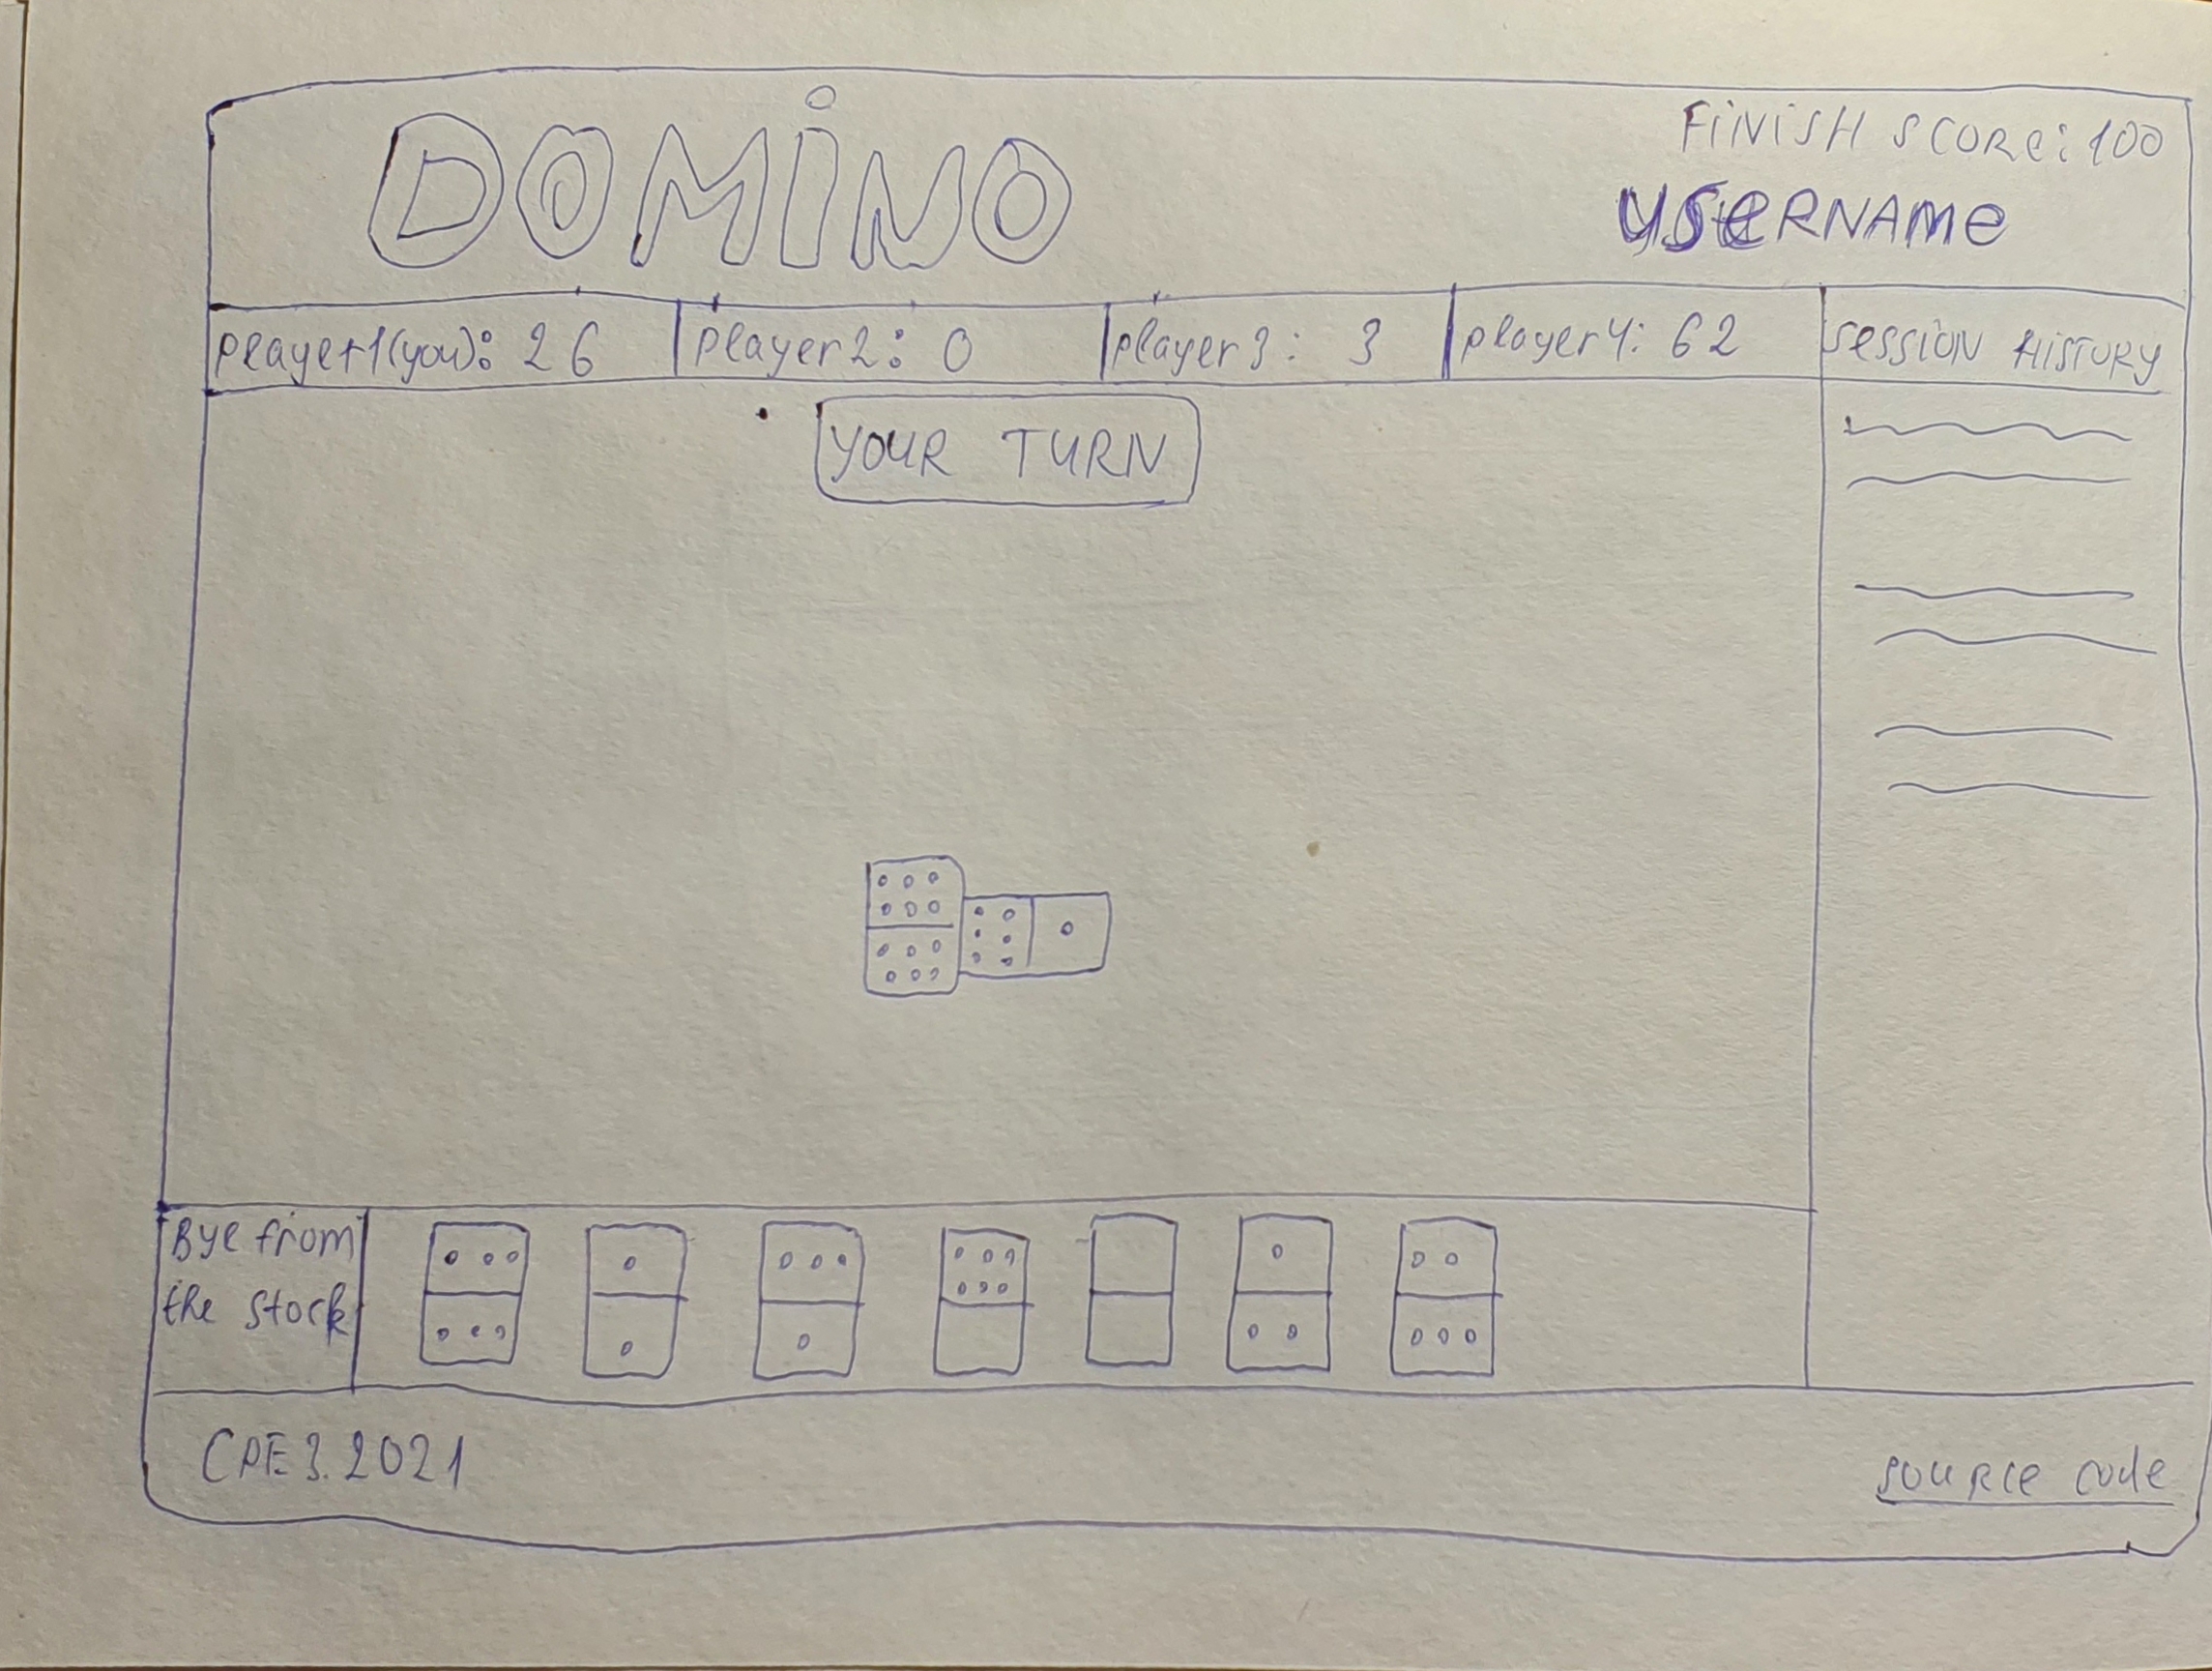 DOMiNO
FiNiSH SCORe: 100
USeRNAMe
player1(you): 26
player2: 0
player3: 3
player4: 62
SeSSiON HiSTORY
YOUR TURN
Bye from
the stock
CPE3.2021
source code